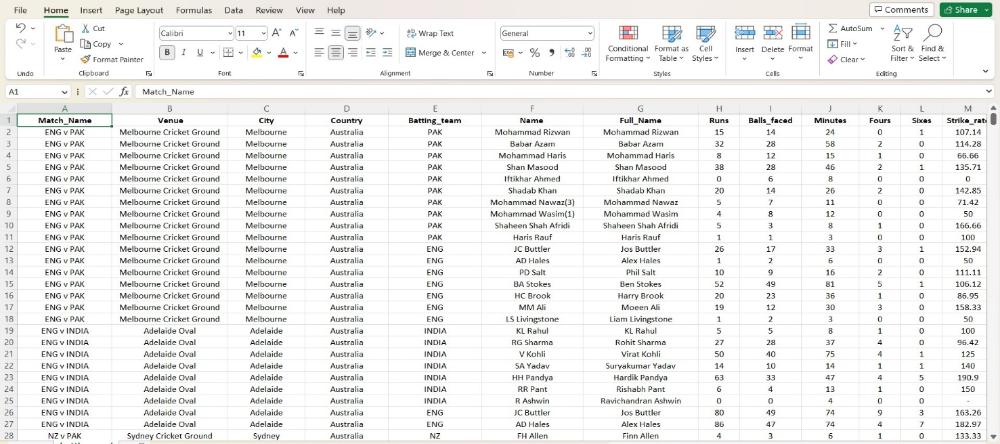 File Home Insert Page Layout Formulas Data Review View Help Comments Share
Cut
Copy
Format Painter
Paste
Undo Clipboard
Calibri 11 A A
B I U A
Font
Wrap Text
Merge & Center
Alignment
General
% 9 .00
Number
Conditional Formatting
Format as Table
Cell Styles
Styles
Insert Delete Format
Cells
AutoSum
Fill
Clear
Sort & Filter
Find & Select
Editing
A1 fx Match_Name
A B C D E F G H I J K L M
1 Match_Name Venue City Country Batting_team Name Full_Name Runs Balls_faced Minutes Fours Sixes Strike_rat
2 ENG v PAK Melbourne Cricket Ground Melbourne Australia PAK Mohammad Rizwan Mohammad Rizwan 15 14 24 0 1 107.14
3 ENG v PAK Melbourne Cricket Ground Melbourne Australia PAK Babar Azam Babar Azam 32 28 58 2 0 114.28
4 ENG v PAK Melbourne Cricket Ground Melbourne Australia PAK Mohammad Haris Mohammad Haris 8 12 15 1 0 66.66
5 ENG v PAK Melbourne Cricket Ground Melbourne Australia PAK Shan Masood Shan Masood 38 28 46 2 1 135.71
6 ENG v PAK Melbourne Cricket Ground Melbourne Australia PAK Iftikhar Ahmed Iftikhar Ahmed 0 6 8 0 0 0
7 ENG v PAK Melbourne Cricket Ground Melbourne Australia PAK Shadab Khan Shadab Khan 20 14 26 2 0 142.85
8 ENG v PAK Melbourne Cricket Ground Melbourne Australia PAK Mohammad Nawaz(3) Mohammad Nawaz 5 7 11 0 0 71.42
9 ENG v PAK Melbourne Cricket Ground Melbourne Australia PAK Mohammad Wasim(1) Mohammad Wasim 4 8 12 0 0 50
10 ENG v PAK Melbourne Cricket Ground Melbourne Australia PAK Shaheen Shah Afridi Shaheen Shah Afridi 5 3 8 1 0 166.66
11 ENG v PAK Melbourne Cricket Ground Melbourne Australia PAK Haris Rauf Haris Rauf 1 1 3 0 0 100
12 ENG v PAK Melbourne Cricket Ground Melbourne Australia ENG JC Buttler Jos Buttler 26 17 33 3 1 152.94
13 ENG v PAK Melbourne Cricket Ground Melbourne Australia ENG AD Hales Alex Hales 1 2 6 0 0 50
14 ENG v PAK Melbourne Cricket Ground Melbourne Australia ENG PD Salt Phil Salt 10 9 16 2 0 111.11
15 ENG v PAK Melbourne Cricket Ground Melbourne Australia ENG BA Stokes Ben Stokes 52 49 81 5 1 106.12
16 ENG v PAK Melbourne Cricket Ground Melbourne Australia ENG HC Brook Harry Brook 20 23 36 1 0 86.95
17 ENG v PAK Melbourne Cricket Ground Melbourne Australia ENG MM Ali Moeen Ali 19 12 30 3 0 158.33
18 ENG v PAK Melbourne Cricket Ground Melbourne Australia ENG LS Livingstone Liam Livingstone 1 2 3 0 0 50
19 ENG v INDIA Adelaide Oval Adelaide Australia INDIA KL Rahul KL Rahul 5 5 8 1 0 100
20 ENG v INDIA Adelaide Oval Adelaide Australia INDIA RG Sharma Rohit Sharma 27 28 37 4 0 96.42
21 ENG v INDIA Adelaide Oval Adelaide Australia INDIA V Kohli Virat Kohli 50 40 75 4 1 125
22 ENG v INDIA Adelaide Oval Adelaide Australia INDIA SA Yadav Suryakumar Yadav 14 10 14 1 1 140
23 ENG v INDIA Adelaide Oval Adelaide Australia INDIA HH Pandya Hardik Pandya 63 33 47 4 5 190.9
24 ENG v INDIA Adelaide Oval Adelaide Australia INDIA RR Pant Rishabh Pant 6 4 13 1 0 150
25 ENG v INDIA Adelaide Oval Adelaide Australia INDIA R Ashwin Ravichandran Ashwin 0 0 4 0 0 -
26 ENG v INDIA Adelaide Oval Adelaide Australia ENG JC Buttler Jos Buttler 80 49 74 9 3 163.26
27 ENG v INDIA Adelaide Oval Adelaide Australia ENG AD Hales Alex Hales 86 47 74 4 7 182.97
28 NZ v PAK Sydney Cricket Ground Sydney Australia NZ FH Allen Finn Allen 4 3 6 1 0 133.33